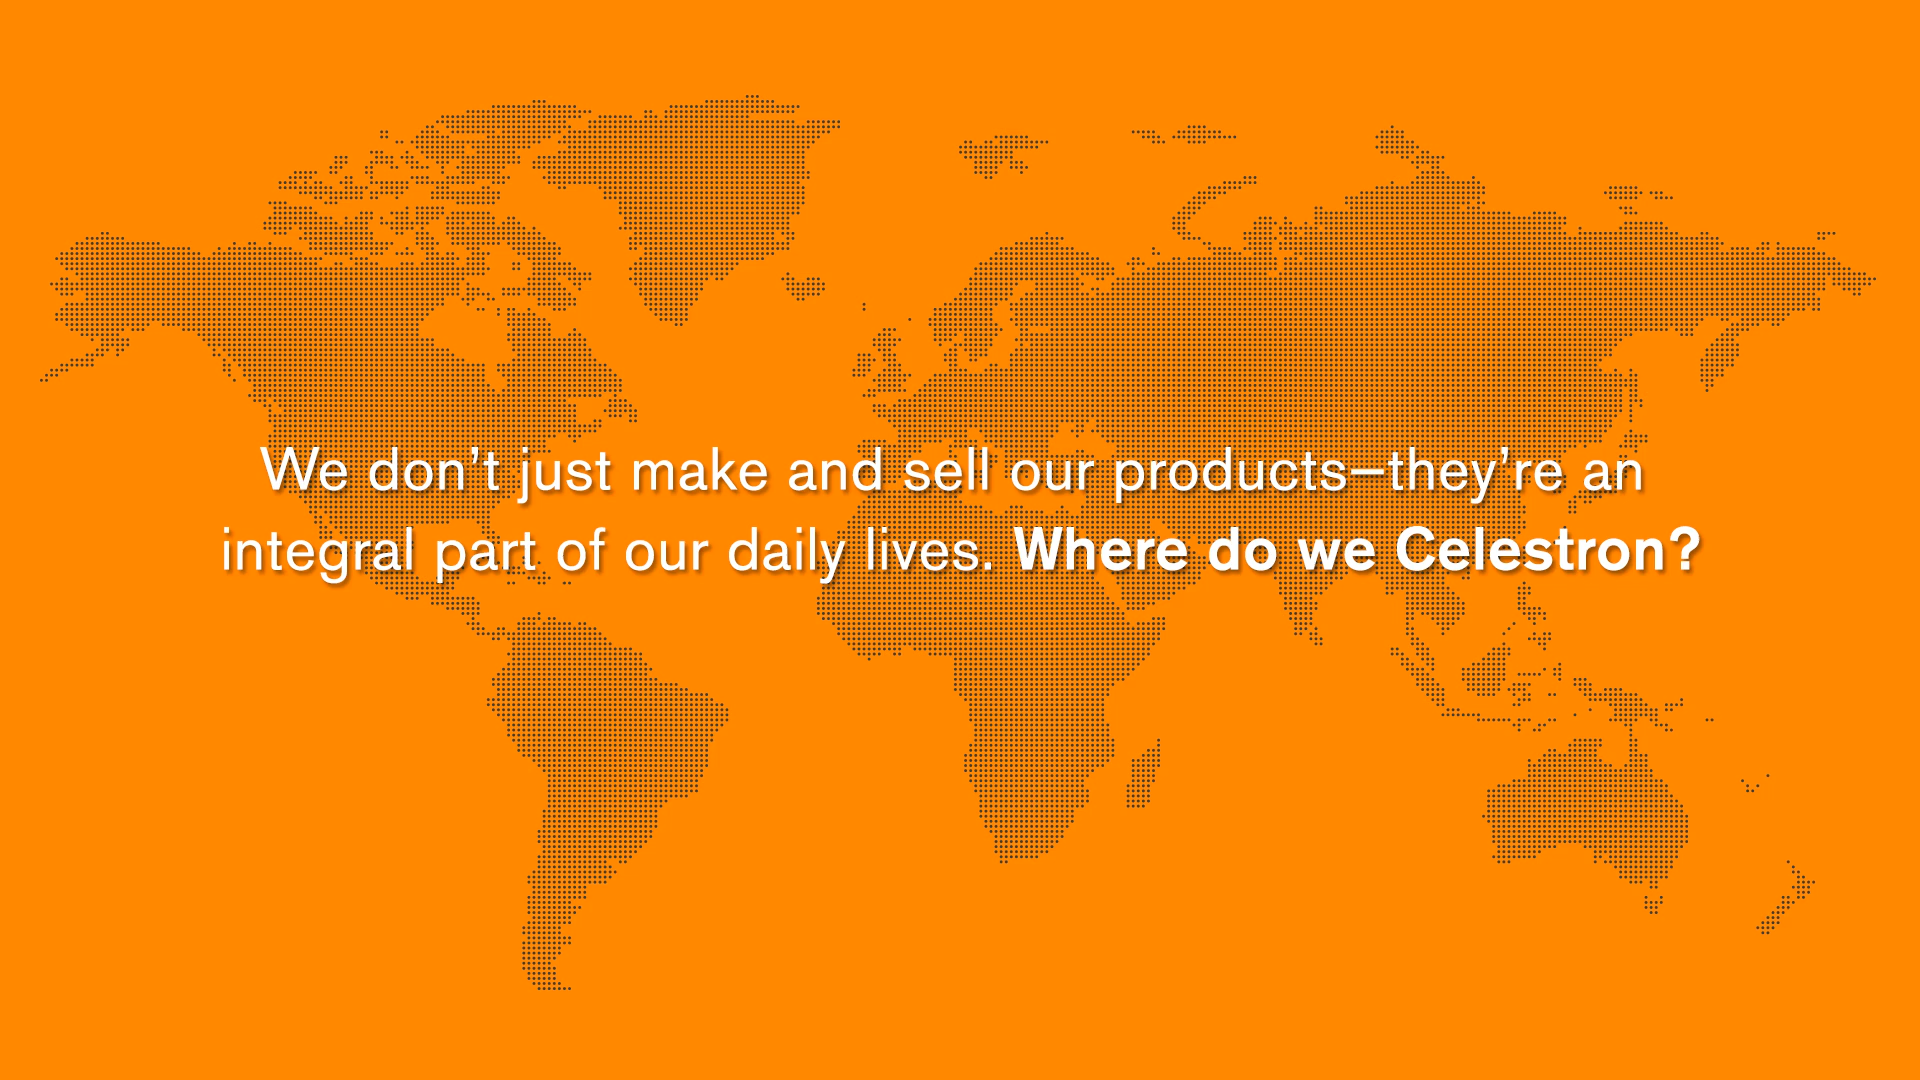 We don’t just make and sell our products—they’re an
integral part of our daily lives. Where do we Celestron?